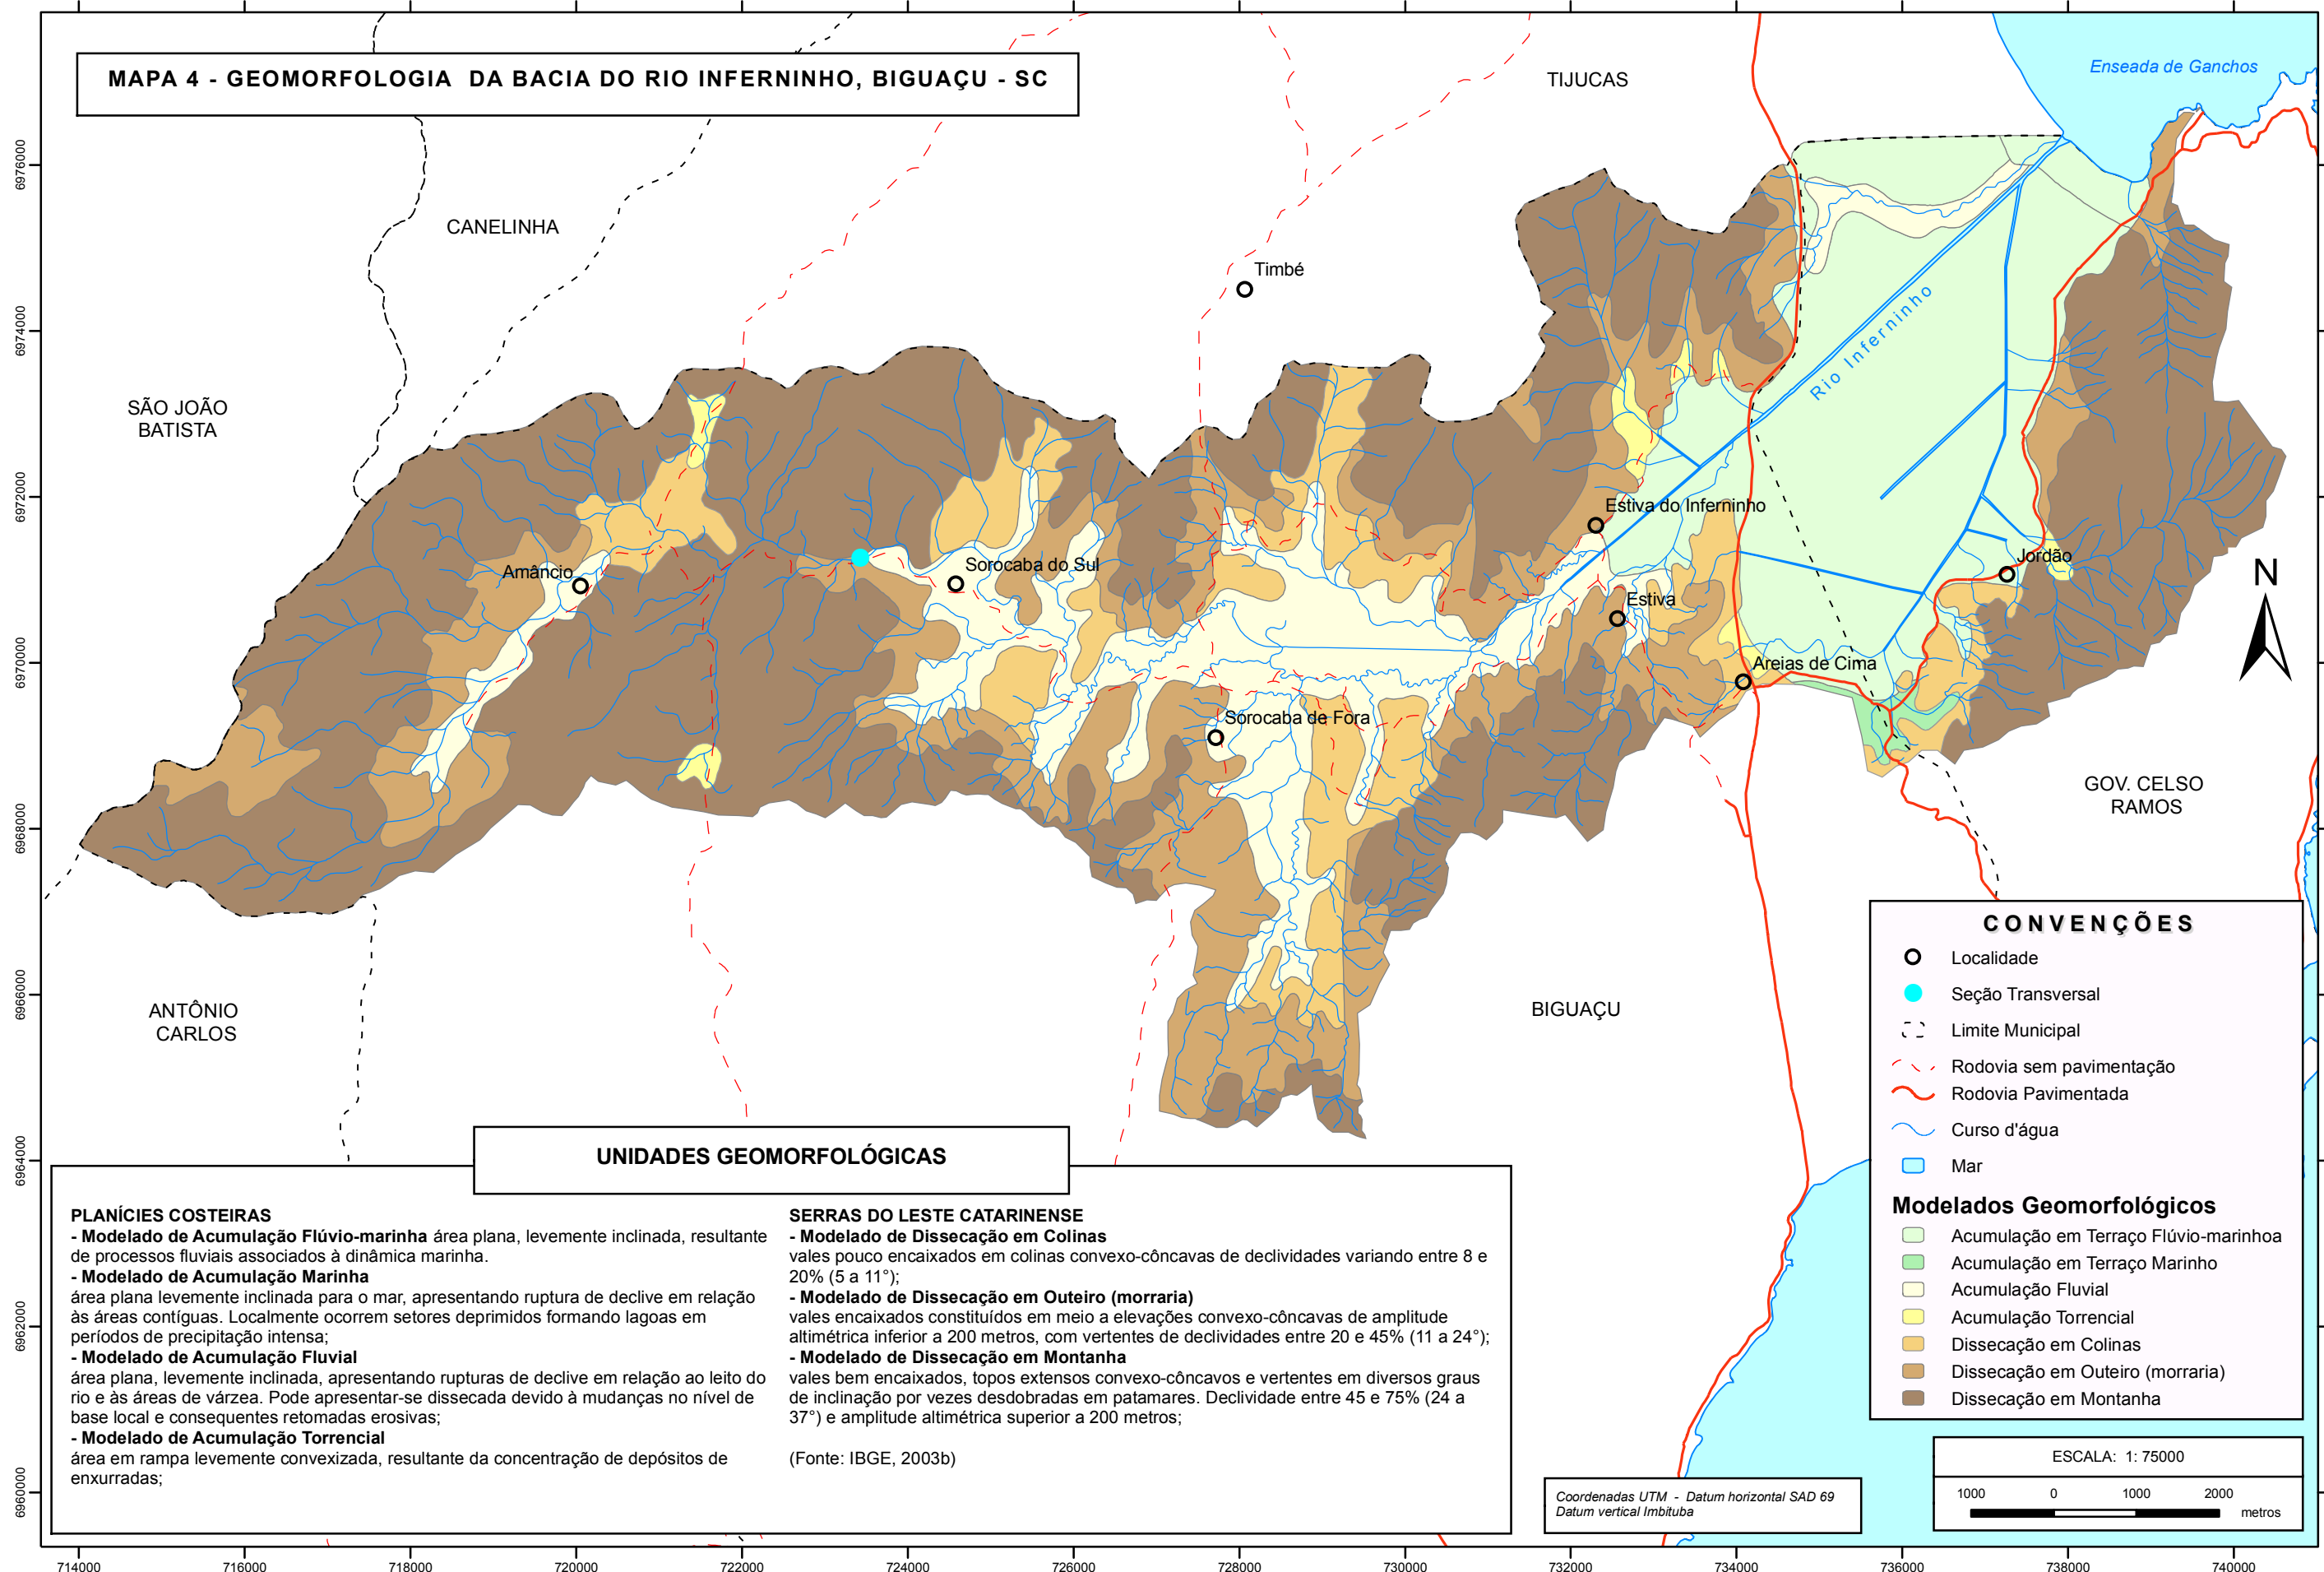 MAPA 4 - GEOMORFOLOGIA DA BACIA DO RIO INFERNINHO, BIGUAÇU - SC
TIJUCAS
Enseada de Ganchos
CANELINHA
Timbé
Rio Inferninho
SÃO JOÃO
BATISTA
Estiva do Inferninho
Amâncio
Sorocaba do Sul
Jordão
N
Estiva
Areias de Cima
Sorocaba de Fora
GOV. CELSO
RAMOS
ANTÔNIO
CARLOS
BIGUAÇU
6976000
6974000
6972000
6970000
6968000
6966000
6964000
6962000
6960000
714000
716000
718000
720000
722000
724000
726000
728000
730000
732000
734000
736000
738000
740000
UNIDADES GEOMORFOLÓGICAS
PLANÍCIES COSTEIRAS
- Modelado de Acumulação Flúvio-marinha área plana, levemente inclinada, resultante
de processos fluviais associados à dinâmica marinha.
- Modelado de Acumulação Marinha
área plana levemente inclinada para o mar, apresentando ruptura de declive em relação
às áreas contíguas. Localmente ocorrem setores deprimidos formando lagoas em
períodos de precipitação intensa;
- Modelado de Acumulação Fluvial
área plana, levemente inclinada, apresentando rupturas de declive em relação ao leito do
rio e às áreas de várzea. Pode apresentar-se dissecada devido à mudanças no nível de
base local e consequentes retomadas erosivas;
- Modelado de Acumulação Torrencial
área em rampa levemente convexizada, resultante da concentração de depósitos de
enxurradas;
SERRAS DO LESTE CATARINENSE
- Modelado de Dissecação em Colinas
vales pouco encaixados em colinas convexo-côncavas de declividades variando entre 8 e
20% (5 a 11°);
- Modelado de Dissecação em Outeiro (morraria)
vales encaixados constituídos em meio a elevações convexo-côncavas de amplitude
altimétrica inferior a 200 metros, com vertentes de declividades entre 20 e 45% (11 a 24°);
- Modelado de Dissecação em Montanha
vales bem encaixados, topos extensos convexo-côncavos e vertentes em diversos graus
de inclinação por vezes desdobradas em patamares. Declividade entre 45 e 75% (24 a
37°) e amplitude altimétrica superior a 200 metros;
(Fonte: IBGE, 2003b)
CONVENÇÕES
Localidade
Seção Transversal
Limite Municipal
Rodovia sem pavimentação
Rodovia Pavimentada
Curso d'água
Mar
Modelados Geomorfológicos
Acumulação em Terraço Flúvio-marinhoa
Acumulação em Terraço Marinho
Acumulação Fluvial
Acumulação Torrencial
Dissecação em Colinas
Dissecação em Outeiro (morraria)
Dissecação em Montanha
ESCALA: 1: 75000
1000 0 1000 2000
metros
Coordenadas UTM - Datum horizontal SAD 69
Datum vertical Imbituba